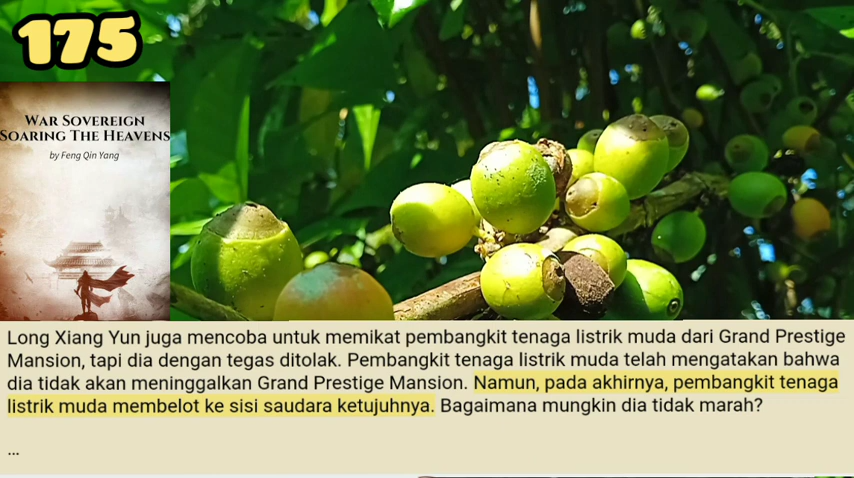 175
WAR SOVEREIGN
SOARING THE HEAVENS
by Feng Qin Yang
Long Xiang Yun juga mencoba untuk memikat pembangkit tenaga listrik muda dari Grand Prestige
Mansion, tapi dia dengan tegas ditolak. Pembangkit tenaga listrik muda telah mengatakan bahwa
dia tidak akan meninggalkan Grand Prestige Mansion. Namun, pada akhirnya, pembangkit tenaga
listrik muda membelot ke sisi saudara ketujuhnya. Bagaimana mungkin dia tidak marah?
...